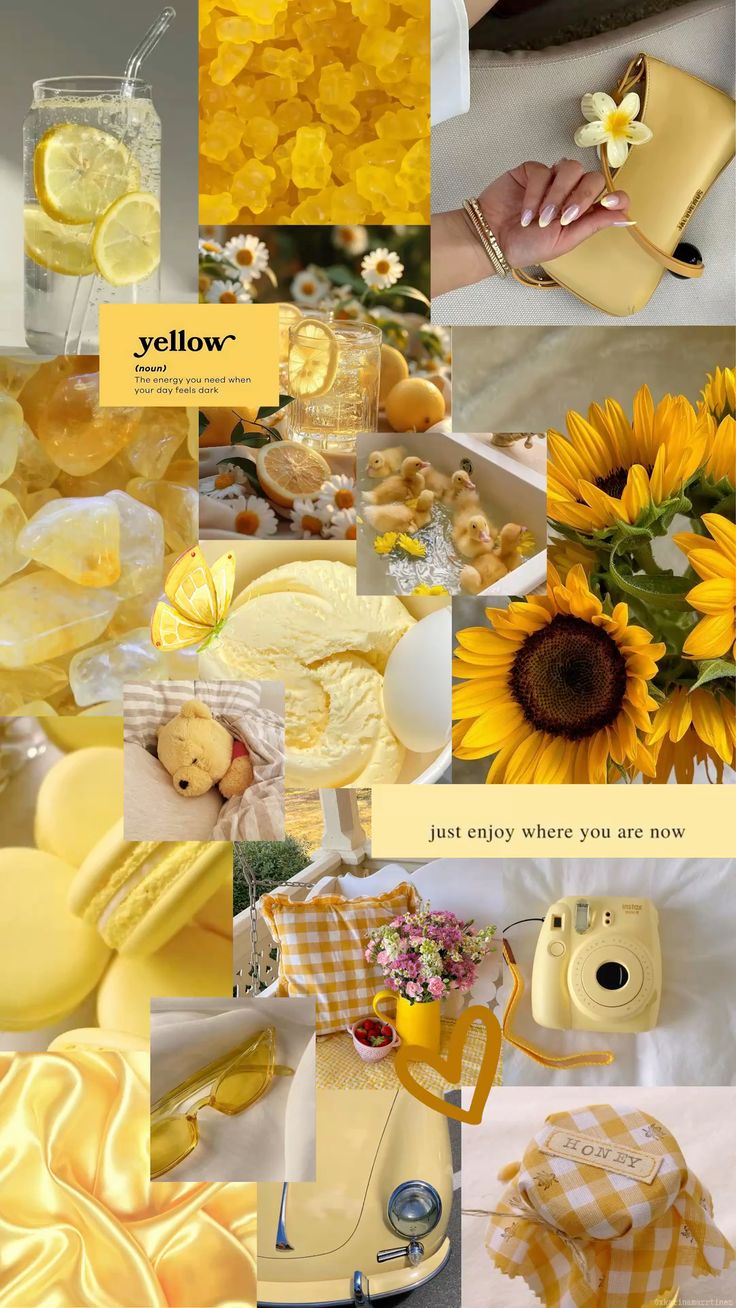 yellow
(noun)
The energy you need when
your day feels dark
just enjoy where you are now
instax
HONEY